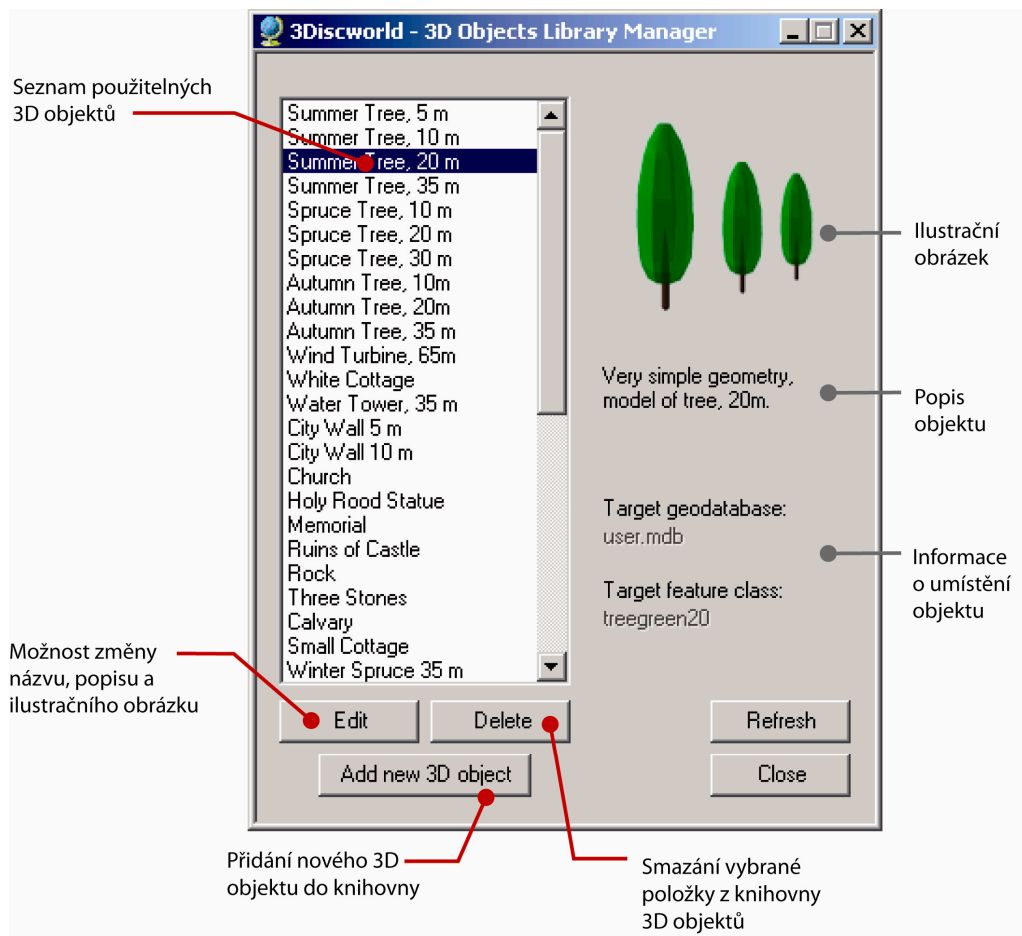 3Discworld - 3D Objects Library Manager
Seznam použitelných
3D objektů
Summer Tree, 5 m
Summer Tree, 10 m
Summer Tree, 20 m
Summer Tree, 35 m
Spruce Tree, 10 m
Spruce Tree, 20 m
Spruce Tree, 30 m
Autumn Tree, 10m
Autumn Tree, 20m
Autumn Tree, 35 m
Wind Turbine, 65m
White Cottage
Water Tower, 35 m
City Wall 5 m
City Wall 10 m
Church
Holy Rood Statue
Memorial
Ruins of Castle
Rock
Three Stones
Calvary
Small Cottage
Winter Spruce 35 m
Ilustrační
obrázek
Very simple geometry,
model of tree, 20m.
Popis
objektu
Target geodatabase:
user.mdb
Target feature class:
treegreen20
Informace
o umístění
objektu
Možnost změny
názvu, popisu a
ilustračního obrázku
Edit
Delete
Refresh
Add new 3D object
Close
Přidání nového 3D
objektu do knihovny
Smazání vybrané
položky z knihovny
3D objektů